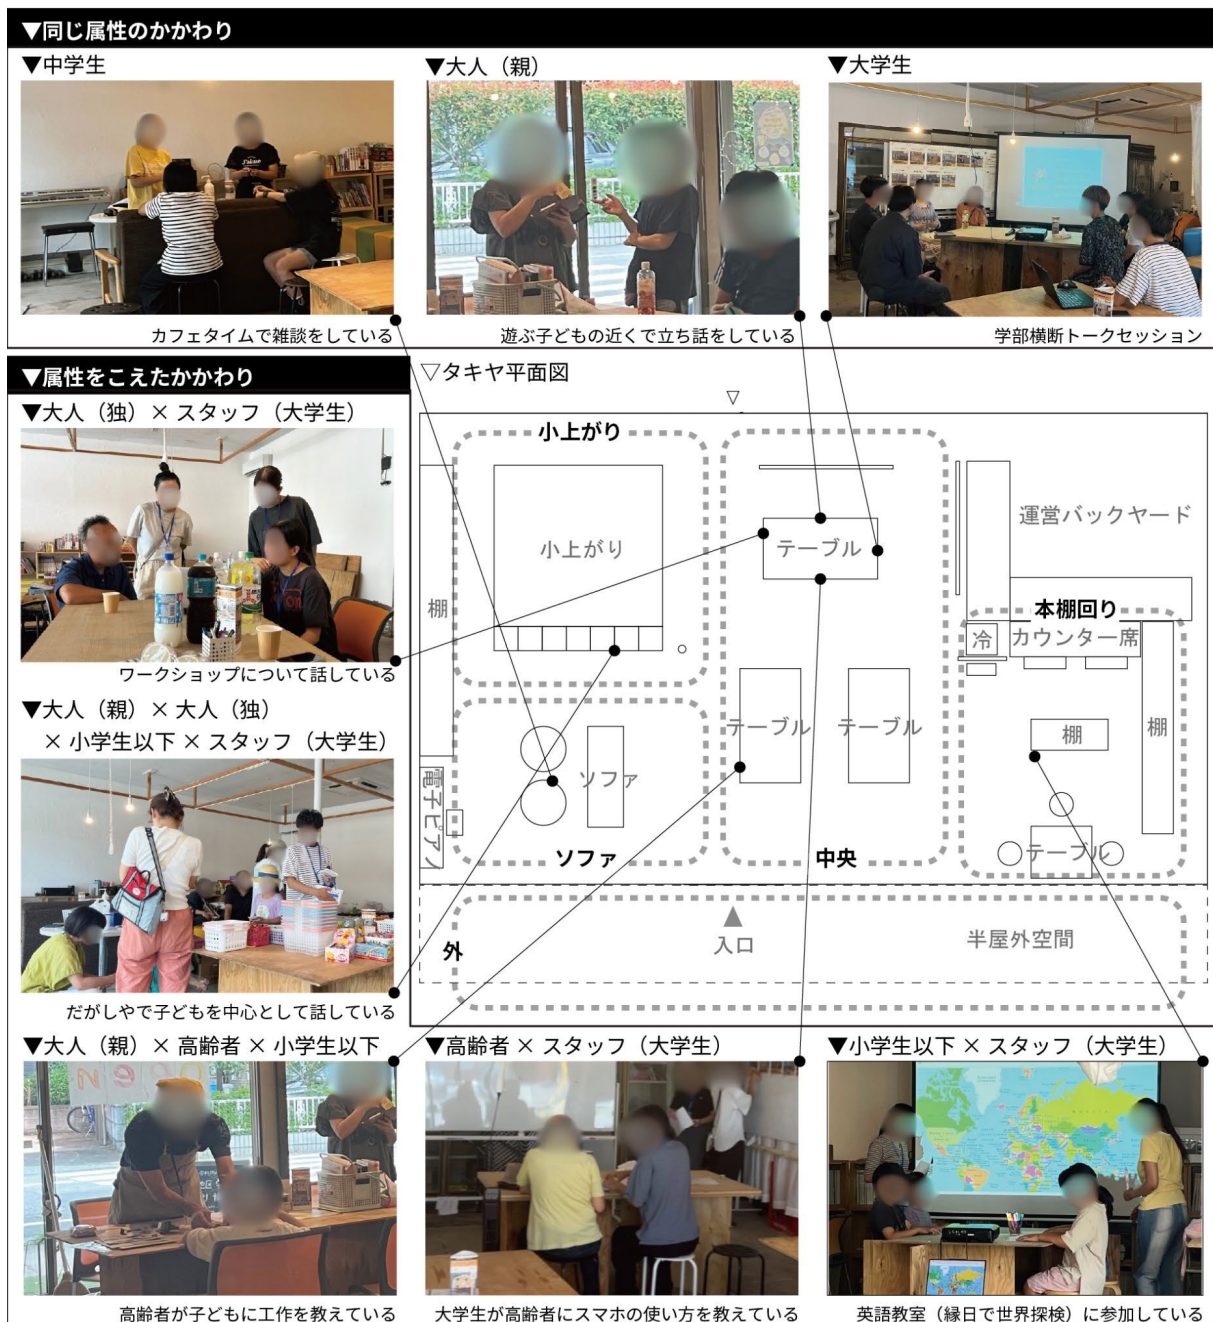 ▼同じ属性のかかわり
▼中学生
▼大人（親）
▼大学生
カフェタイムで雑談をしている
遊ぶ子どもの近くで立ち話をしている
学部横断トークセッション
▼属性をこえたかかわり
▼大人（独）× スタッフ（大学生）
ワークショップについて話している
▼大人（親）× 大人（独）
× 小学生以下 × スタッフ（大学生）
だがしやで子どもを中心として話している
▽タキヤ平面図
▽
小上がり
小上がり
棚
テーブル
運営バックヤード
本棚回り
冷
カウンター席
テーブル
テーブル
棚
棚
ソファ
電子ピアノ
テーブル
ソファ
中央
外
入口
半屋外空間
▼大人（親）× 高齢者 × 小学生以下
高齢者が子どもに工作を教えている
▼高齢者 × スタッフ（大学生）
大学生が高齢者にスマホの使い方を教えている
▼小学生以下 × スタッフ（大学生）
英語教室（縁日で世界探検）に参加している